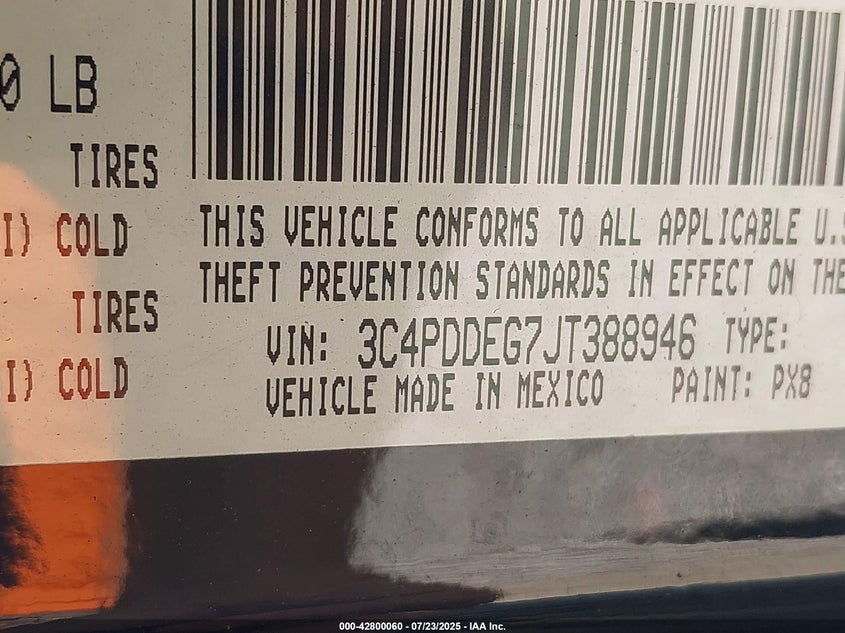 0 LB
TIRES
I) COLD
TIRES
I) COLD
THIS VEHICLE CONFORMS TO ALL APPLICABLE U.S
THEFT PREVENTION STANDARDS IN EFFECT ON THE
VIN: 3C4PDDEG7JT388946 TYPE:
VEHICLE MADE IN MEXICO PAINT: PX8
000-42800060 - 07/23/2025 - IAA Inc.